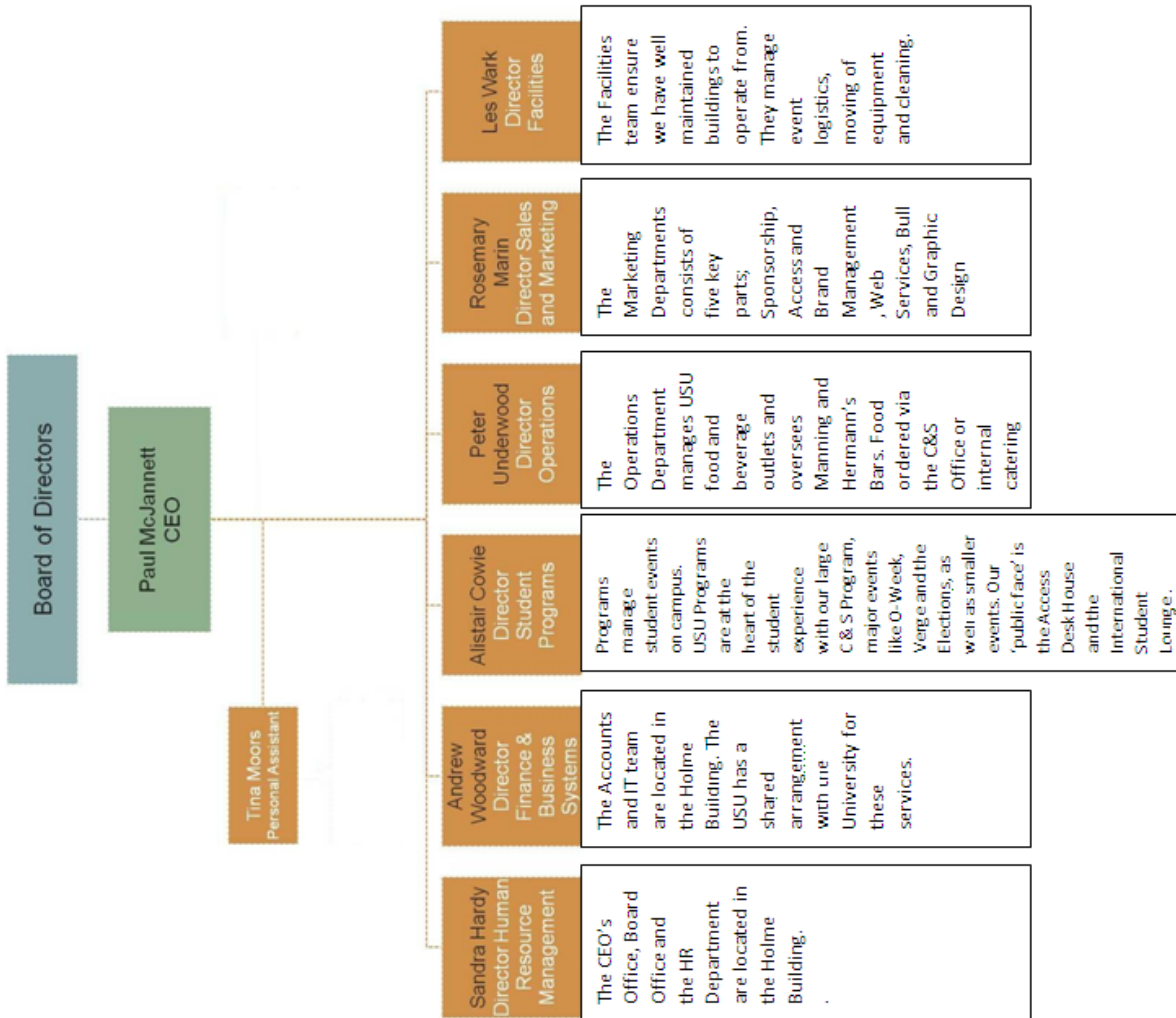 Board of Directors
Paul McJannett
CEO
Tina Moors
Personal Assistant
Sandra Hardy
Director Human
Resource
Management
The CEO's
Office, Board
Office and
the HR
Department
are located in
the Holme
Building.
.
Andrew
Woodward
Director
Finance &
Business
Systems
The Accounts
and IT team
are located in
the Holme
Building. The
USU has a
shared
arrangement
with the
University for
these
services.
Alistair Cowie
Director
Student
Programs
Programs
manage
student events
on campus.
USU Programs
are at the
heart of the
student
experience
with our large
C & S Program,
major events
like O-Week,
Verge and the
Elections, as
well as smaller
events. Our
'public face' is
the Access
Desk House
and the
International
Student
Lounge.
Peter
Underwood
Director
Operations
The
Operations
Department
manages USU
food and
beverage
outlets and
oversees
Manning and
Hermann's
Bars. Food
ordered via
the C&S
Office or
internal
catering
Rosemary
Marin
Director Sales
and Marketing
The
Marketing
Departments
consists of
five key
parts;
Sponsorship,
Access and
Brand
Management
, Web
Services, Bull
and Graphic
Design
Les Wark
Director
Facilities
The Facilities
team ensure
we have well
maintained
buildings to
operate from.
They manage
event
logistics,
moving of
equipment
and cleaning.